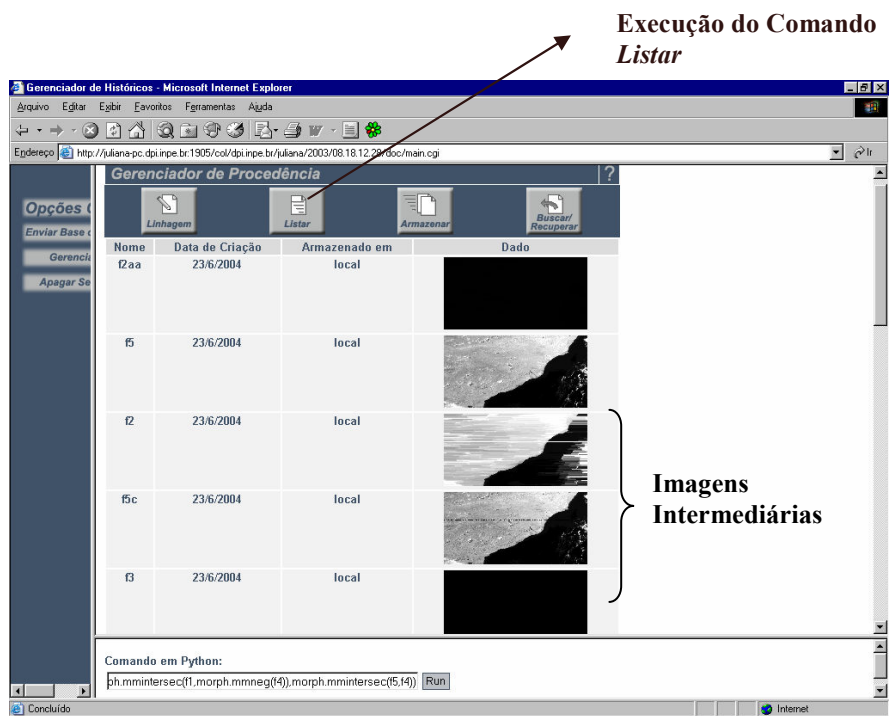 Execução do Comando
Listar
Gerenciador de Históricos - Microsoft Internet Explorer
Arquivo Editar Exibir Favoritos Ferramentas Ajuda
Endereço http://juliana-pc.dpi.inpe.br:1905/col/dpi.inpe.br/juliana/2003/08.18.12.28/doc/main.cgi Ir
Gerenciador de Procedência ?
Opções
Enviar Base
Apagar Se
Linhagem Listar Armazenar Buscar/
Recuperar
Nome Data de Criação Armazenado em Dado
f2aa 23/6/2004 local
f5 23/6/2004 local
f2 23/6/2004 local
f5c 23/6/2004 local
f3 23/6/2004 local
Imagens
Intermediárias
Comando em Python:
ph.mmintersec(f1,morph.mmneg(f4)),morph.mmintersec(f5,f4)) Run
Concluído Internet